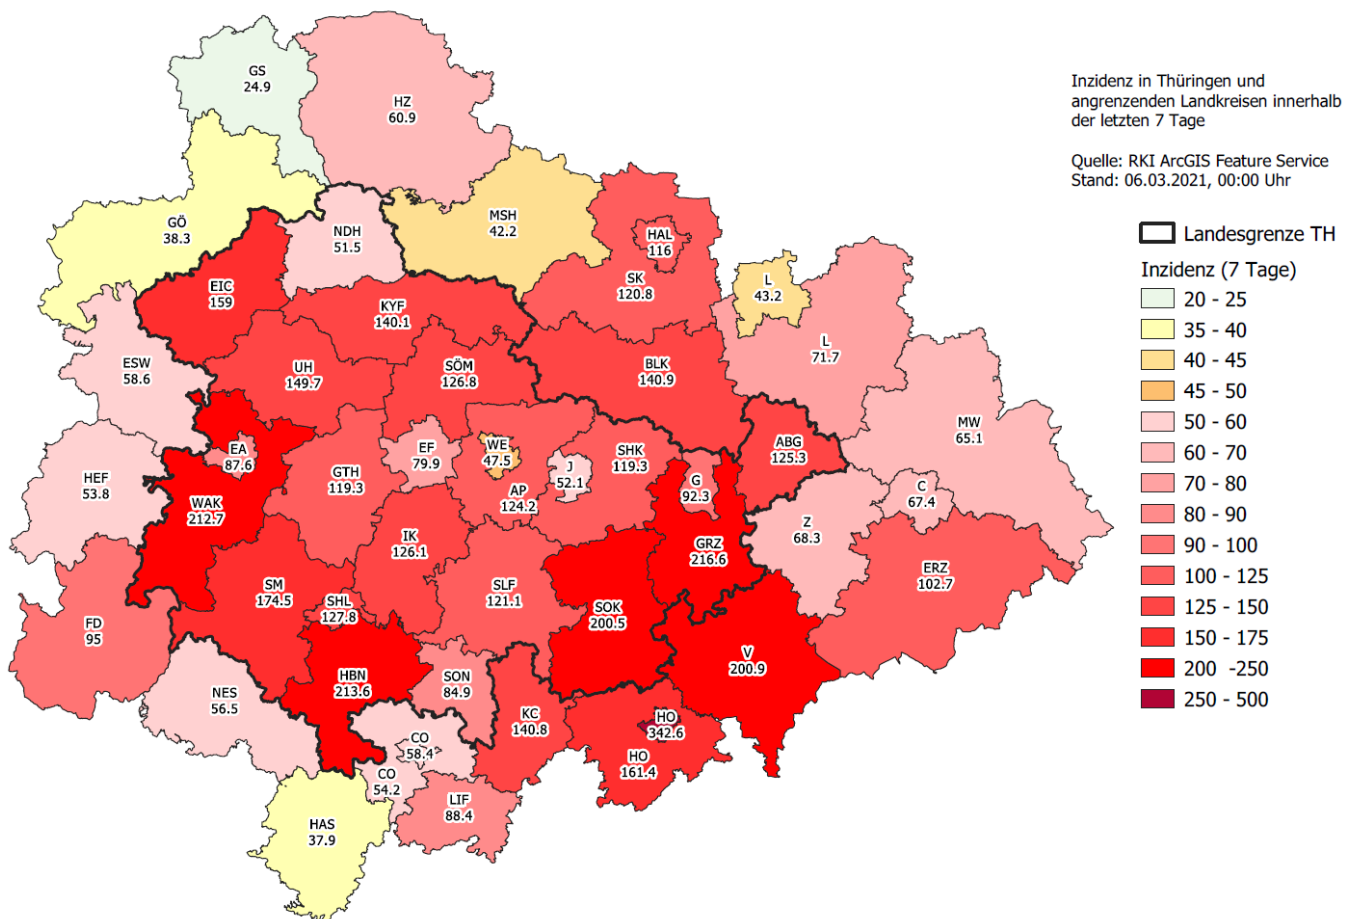 GS
24.9
HZ
60.9
Inzidenz in Thüringen und
angrenzenden Landkreisen innerhalb
der letzten 7 Tage
Quelle: RKI ArcGIS Feature Service
Stand: 06.03.2021, 00:00 Uhr
Landesgrenze TH
Inzidenz (7 Tage)
20 - 25
35 - 40
40 - 45
45 - 50
50 - 60
60 - 70
70 - 80
80 - 90
90 - 100
100 - 125
125 - 150
150 - 175
200 -250
250 - 500
GÖ
38.3
NDH
51.5
MSH
42.2
HAL
116
SK
120.8
L
43.2
EIC
159
KYF
140.1
L
71.7
ESW
58.6
UH
149.7
SÖM
126.8
BLK
140.9
MW
65.1
EA
87.6
EF
79.9
WE
47.5
SHK
119.3
ABG
125.3
HEF
53.8
GTH
119.3
J
52.1
G
92.3
C
67.4
WAK
212.7
AP
124.2
Z
68.3
IK
126.1
GRZ
216.6
ERZ
102.7
SM
174.5
SLF
121.1
SHL
127.8
SOK
200.5
FD
95
V
200.9
HBN
213.6
SON
84.9
NES
56.5
KC
140.8
HO
342.6
CO
58.4
HO
161.4
CO
54.2
LIF
88.4
HAS
37.9